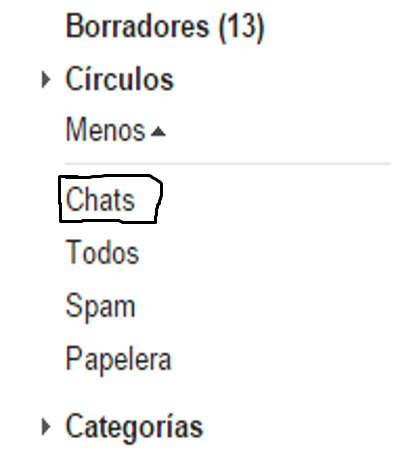 Borradores (13)
Círculos
Menos
Chats
Todos
Spam
Papelera
Categorías